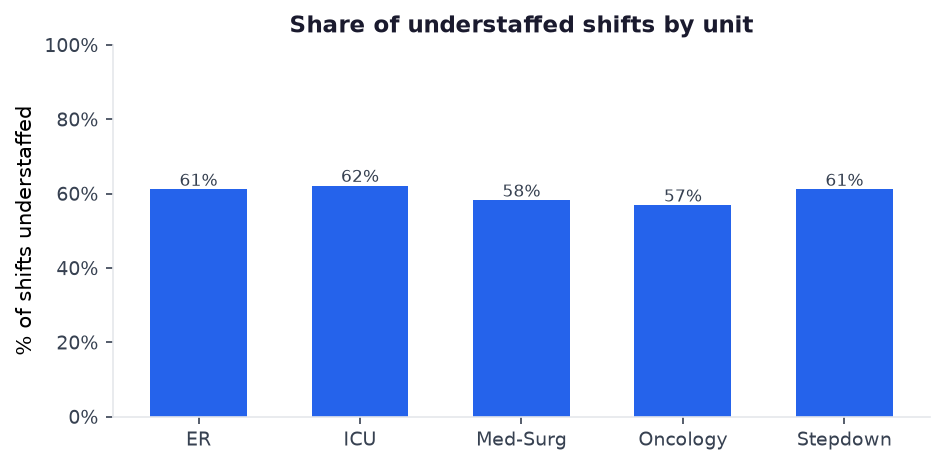 Share of understaffed shifts by unit
% of shifts understaffed
100%
80%
60%
40%
20%
0%
61%
62%
58%
57%
61%
ER
ICU
Med-Surg
Oncology
Stepdown